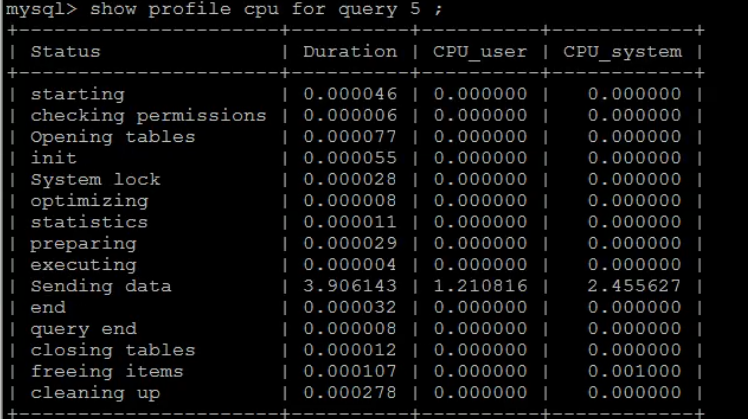 mysql> show profile cpu for query 5 ;
+----------------------+----------+----------+------------+
| Status               | Duration | CPU_user | CPU_system |
+----------------------+----------+----------+------------+
| starting             | 0.000046 | 0.000000 |   0.000000 |
| checking permissions | 0.000006 | 0.000000 |   0.000000 |
| Opening tables       | 0.000077 | 0.000000 |   0.000000 |
| init                 | 0.000055 | 0.000000 |   0.000000 |
| System lock          | 0.000028 | 0.000000 |   0.000000 |
| optimizing           | 0.000008 | 0.000000 |   0.000000 |
| statistics           | 0.000011 | 0.000000 |   0.000000 |
| preparing            | 0.000029 | 0.000000 |   0.000000 |
| executing            | 0.000004 | 0.000000 |   0.000000 |
| Sending data         | 3.906143 | 1.210816 |   2.455627 |
| end                  | 0.000032 | 0.000000 |   0.000000 |
| query end            | 0.000008 | 0.000000 |   0.000000 |
| closing tables       | 0.000012 | 0.000000 |   0.000000 |
| freeing items        | 0.000107 | 0.000000 |   0.001000 |
| cleaning up          | 0.000278 | 0.000000 |   0.000000 |
+----------------------+----------+----------+------------+